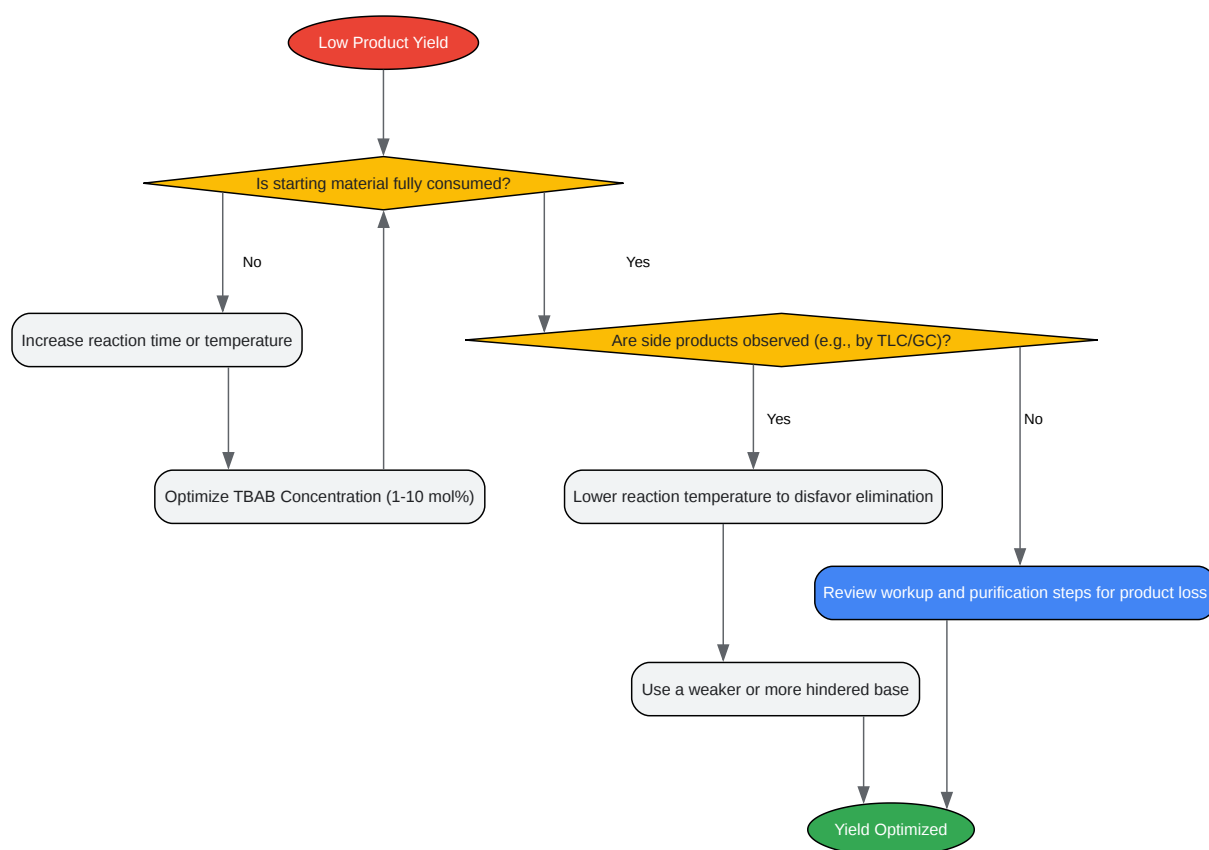 Low Product Yield
Is starting material fully consumed?
No
Yes
Increase reaction time or temperature
Are side products observed (e.g., by TLC/GC)?
Yes
No
Optimize TBAB Concentration (1-10 mol%)
Lower reaction temperature to disfavor elimination
Review workup and purification steps for product loss
Use a weaker or more hindered base
Yield Optimized